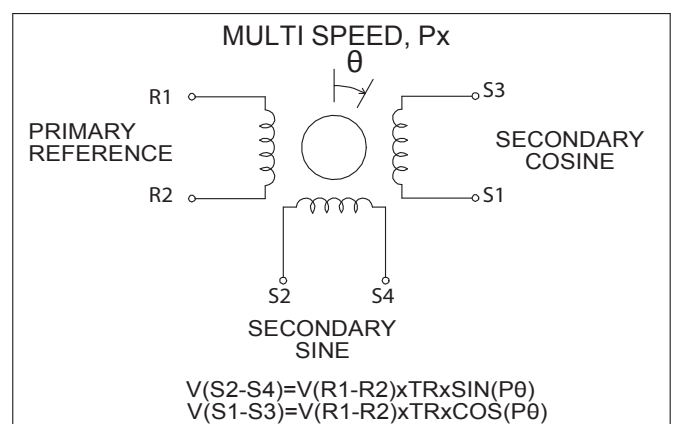 MULTI SPEED, Px
θ
R1
S3
PRIMARY
REFERENCE
SECONDARY
COSINE
R2
S1
S2
S4
SECONDARY
SINE
V(S2-S4)=V(R1-R2)xTRxSIN(Pθ)
V(S1-S3)=V(R1-R2)xTRxCOS(Pθ)